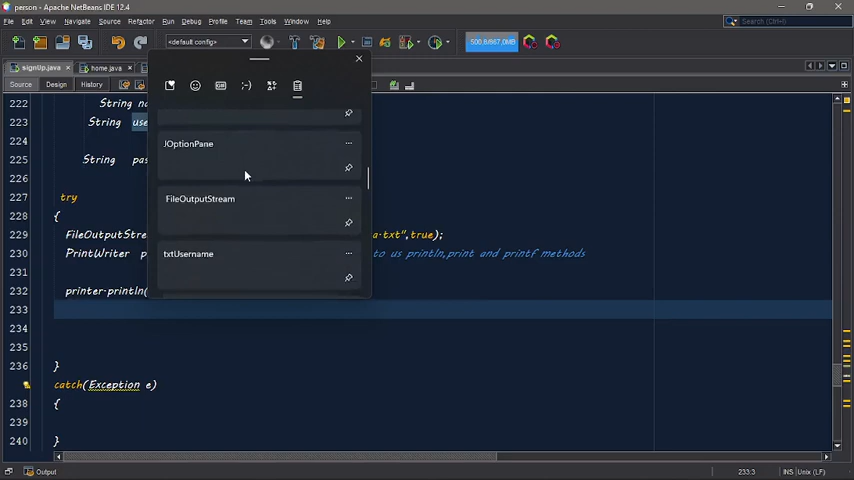 person - Apache NetBeans IDE 12.4
File Edit View Navigate Source Refactor Run Debug Profile Team Tools Window Help
Search (Ctrl+I)
<default config>
500,8/867,0MB
signUp.java home.java
Source Design History
222 String na
223 String use
224
225 String pas
226
227 try
228 {
229 FileOutputStre a.txt",true);
230 PrintWriter p to us println,print and printf methods
231
232 printer.println(
233
234
235
236 }
catch(Exception e)
238 {
239
240 }
JOptionPane
FileOutputStream
txtUsername
Output
233:3 INS Unix (LF)